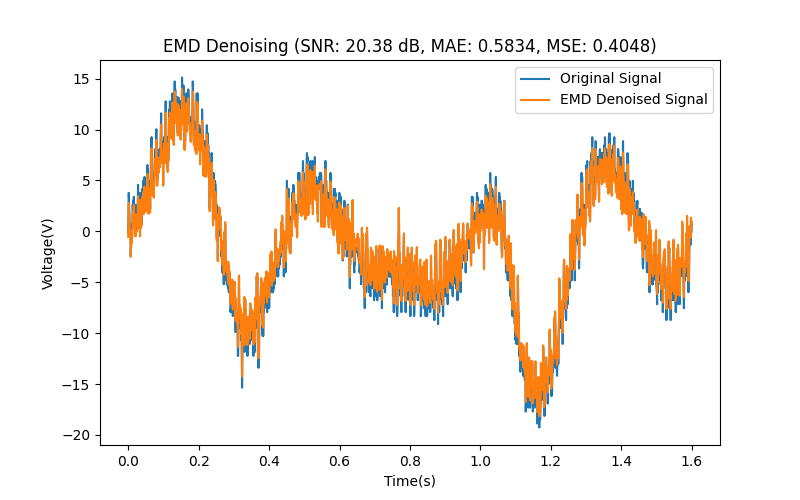 EMD Denoising (SNR: 20.38 dB, MAE: 0.5834, MSE: 0.4048)
Original Signal
EMD Denoised Signal
15
10
5
0
−5
−10
−15
−20
Voltage(V)
0.0 0.2 0.4 0.6 0.8 1.0 1.2 1.4 1.6
Time(s)